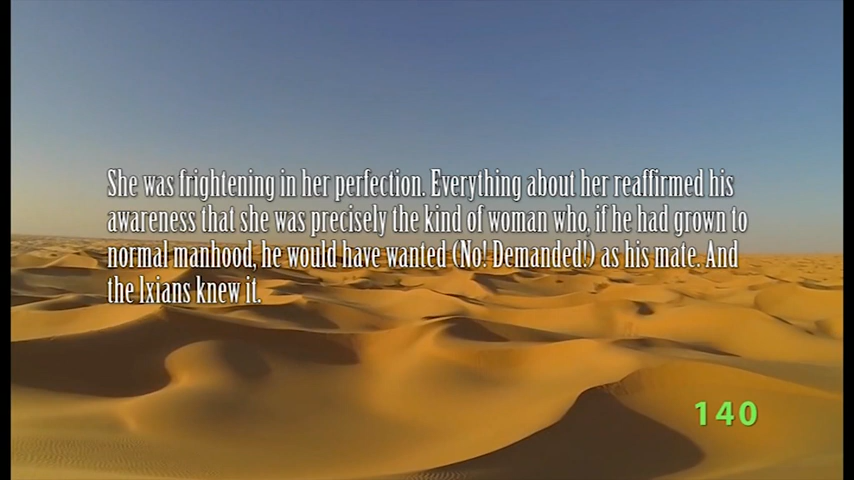 She was frightening in her perfection. Everything about her reaffirmed his
awareness that she was precisely the kind of woman who, if he had grown to
normal manhood, he would have wanted (No! Demanded!) as his mate. And
the Ixians knew it.
140